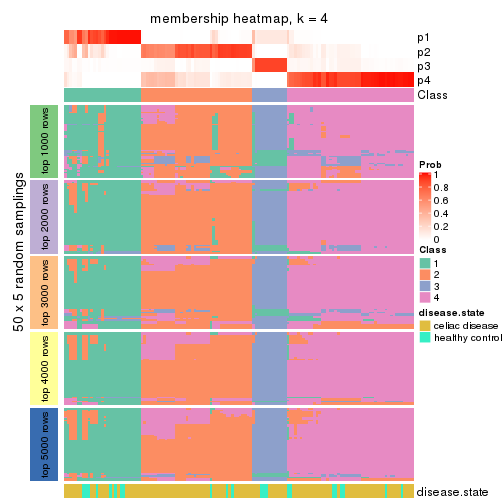 membership heatmap, k = 4
p1
p2
p3
p4
Class
50 x 5 random samplings
top 1000 rows
top 2000 rows
top 3000 rows
top 4000 rows
top 5000 rows
Prob
1
0.8
0.6
0.4
0.2
0
Class
1
2
3
4
disease.state
celiac disease
healthy control
disease.state